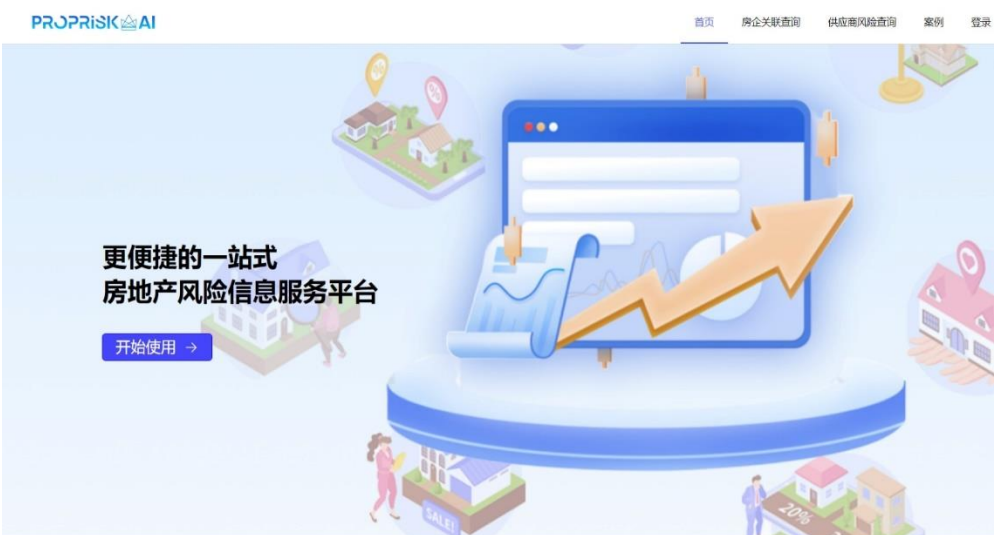 PROPRISK AI
首页 房企关联查询 供应商风险查询 案例 登录
更便捷的一站式
房地产风险信息服务平台
开始使用 →
SALE!
20%